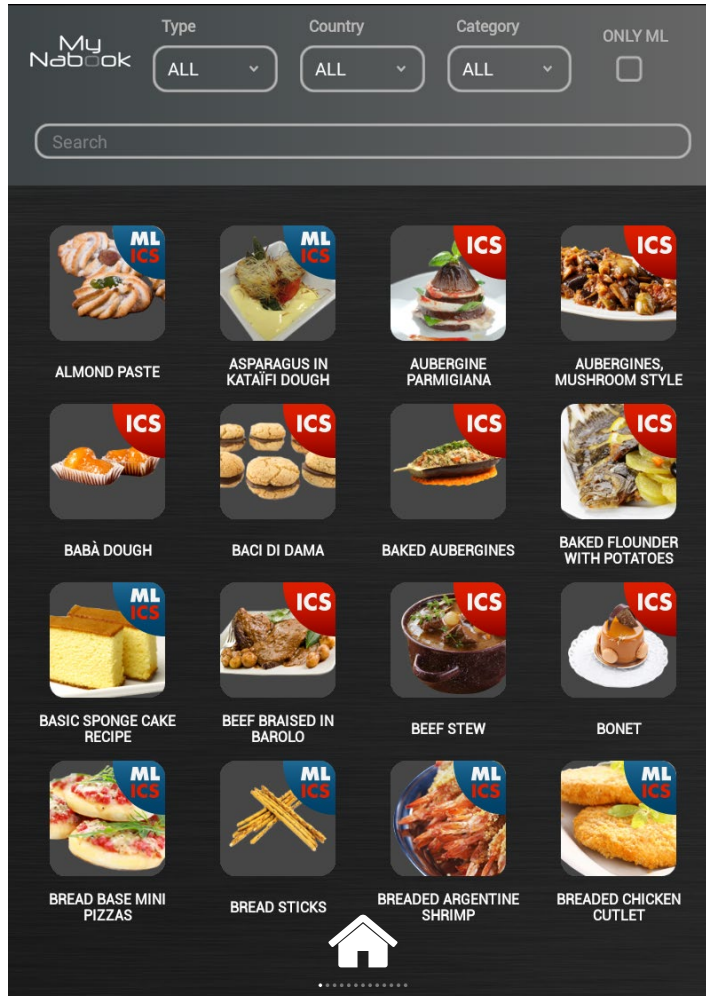 Type Country Category
My
Nabook
ONLY ML
ALL ALL ALL
Search
ML
ICS
ML
ICS
ICS
ICS
ALMOND PASTE
ASPARAGUS IN
KATAÏFI DOUGH
AUBERGINE
PARMIGIANA
AUBERGINES,
MUSHROOM STYLE
ICS
ICS
ICS
ICS
BABÀ DOUGH
BACI DI DAMA
BAKED AUBERGINES
BAKED FLOUNDER
WITH POTATOES
ML
ICS
ICS
ICS
ICS
BASIC SPONGE CAKE
RECIPE
BEEF BRAISED IN
BAROLO
BEEF STEW
BONET
ML
ICS
ML
ICS
ML
ICS
ML
ICS
BREAD BASE MINI
PIZZAS
BREAD STICKS
BREADED ARGENTINE
SHRIMP
BREADED CHICKEN
CUTLET